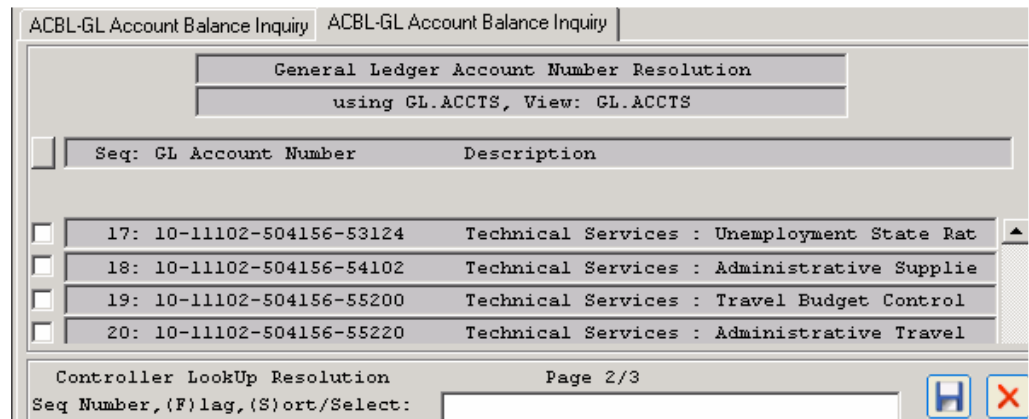 ACBL-GL Account Balance Inquiry ACBL-GL Account Balance Inquiry
General Ledger Account Number Resolution
using GL.ACCTS, View: GL.ACCTS
Seq: GL Account Number Description
17: 10-11102-504156-53124 Technical Services : Unemployment State Rat
18: 10-11102-504156-54102 Technical Services : Administrative Supplie
19: 10-11102-504156-55200 Technical Services : Travel Budget Control
20: 10-11102-504156-55220 Technical Services : Administrative Travel
Controller LookUp Resolution Page 2/3
Seq Number,(F)lag,(S)ort/Select: